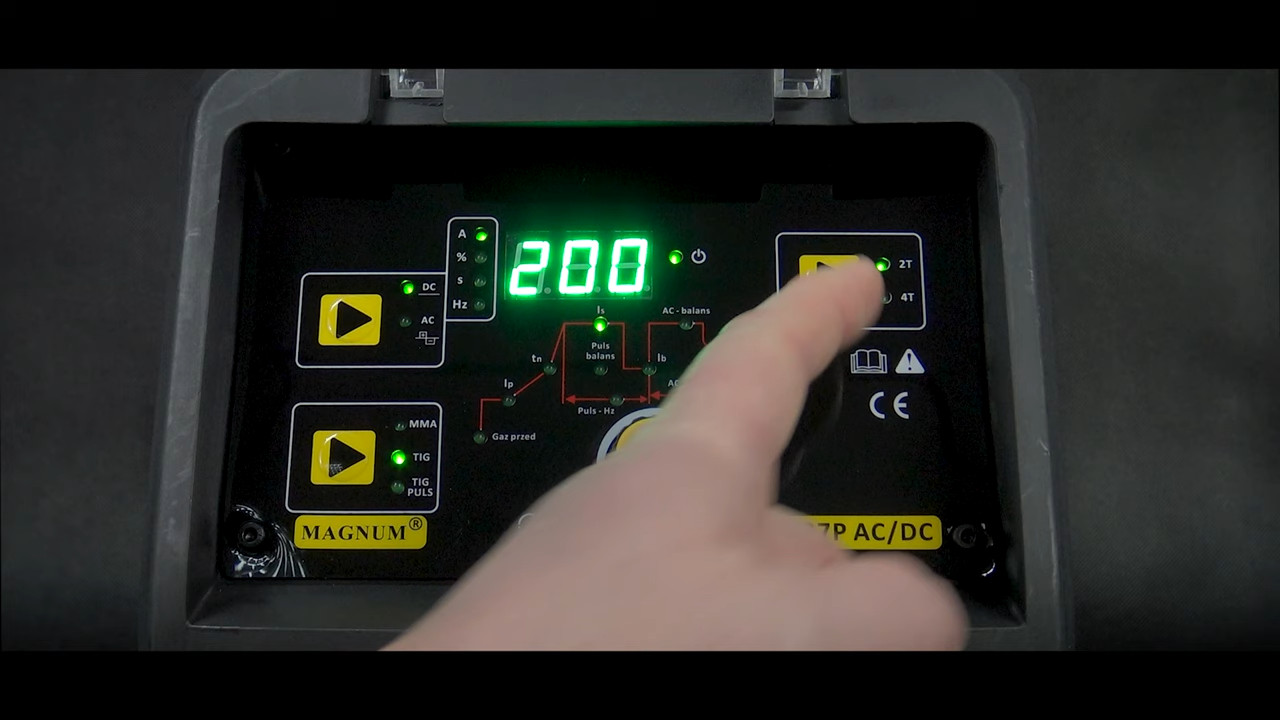 A
%
s
Hz
200
DC
AC
2T
4T
Is
AC - balans
Puls
balans
tn
Ib
Ip
Puls - Hz
Gaz przed
MMA
TIG
TIG
PULS
CE
MAGNUM®
7P AC/DC